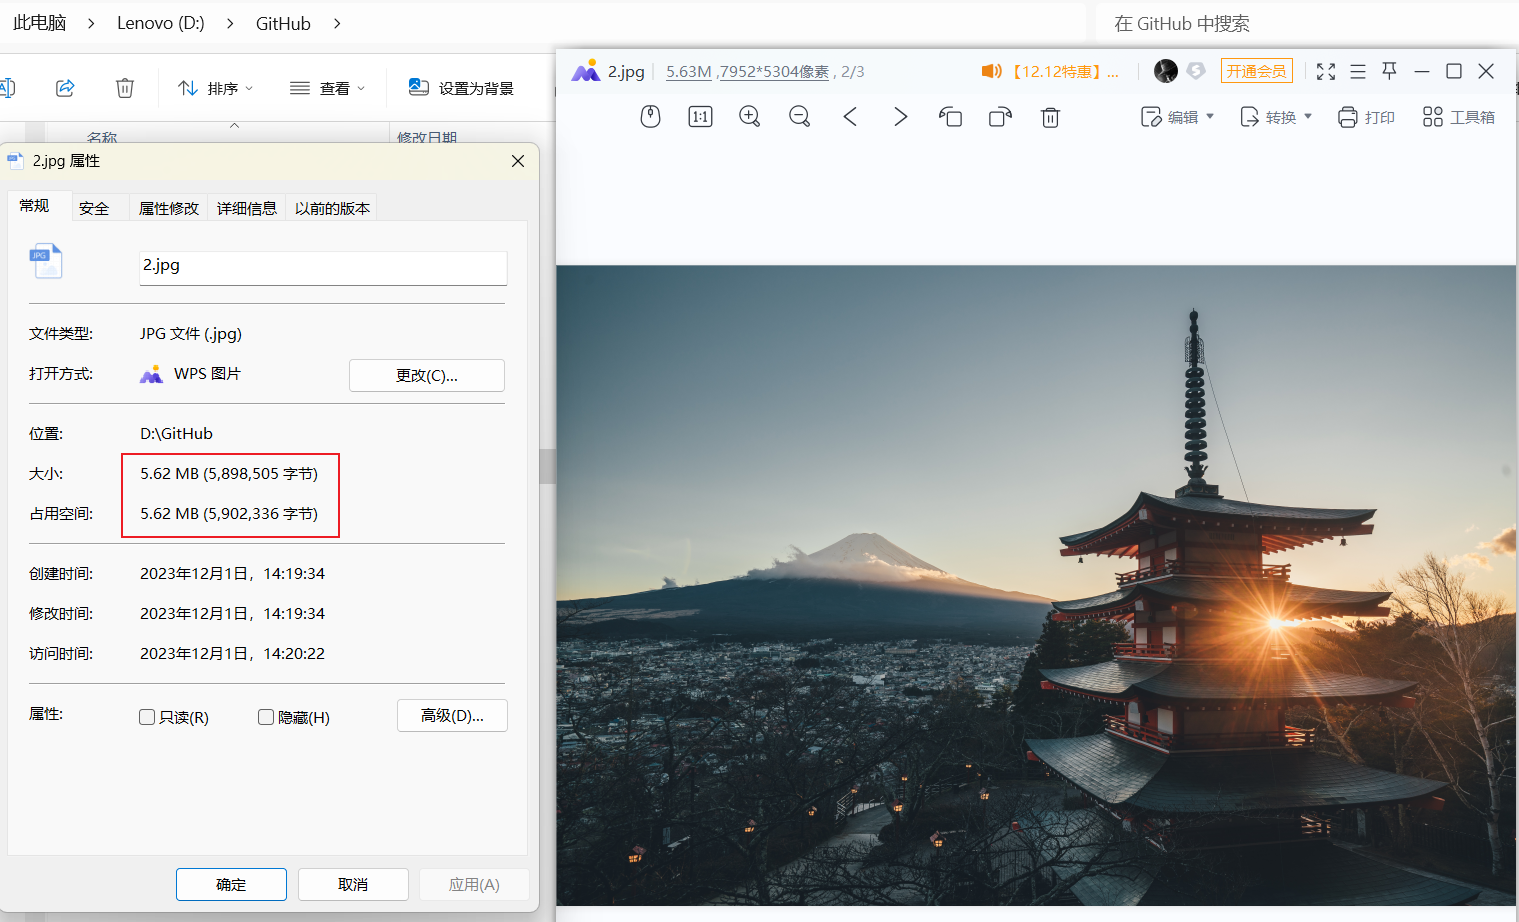 此电脑 > Lenovo (D:) > GitHub >
在 GitHub 中搜索
排序
查看
设置为背景
名称
修改日期
2.jpg 属性
常规
安全
属性修改
详细信息
以前的版本
JPG
2.jpg
文件类型:
JPG 文件 (.jpg)
打开方式:
WPS 图片
更改(C)...
位置:
D:\GitHub
大小:
5.62 MB (5,898,505 字节)
占用空间:
5.62 MB (5,902,336 字节)
创建时间:
2023年12月1日，14:19:34
修改时间:
2023年12月1日，14:19:34
访问时间:
2023年12月1日，14:20:22
属性:
只读(R)
隐藏(H)
高级(D)...
确定
取消
应用(A)
2.jpg
5.63M ,7952*5304像素 , 2/3
【12.12特惠】...
开通会员
1:1
编辑
转换
打印
工具箱